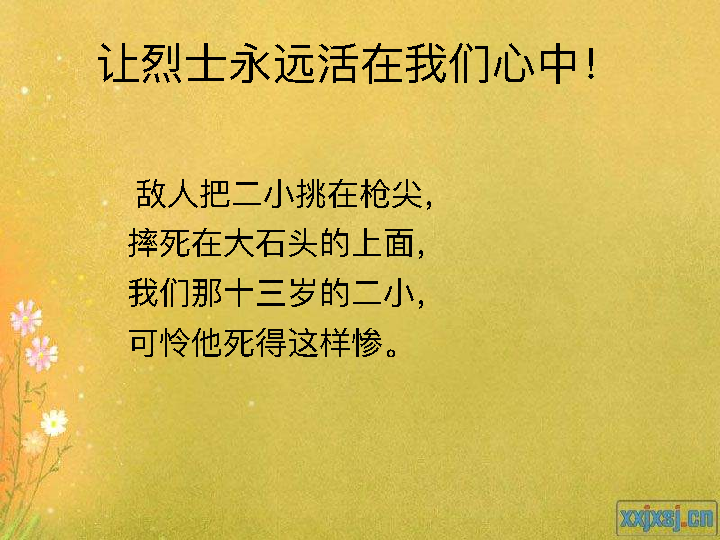 让烈士永远活在我们心中！
敌人把二小挑在枪尖，
摔死在大石头的上面，
我们那十三岁的二小，
可怜他死得这样惨。
xxjxsj.cn